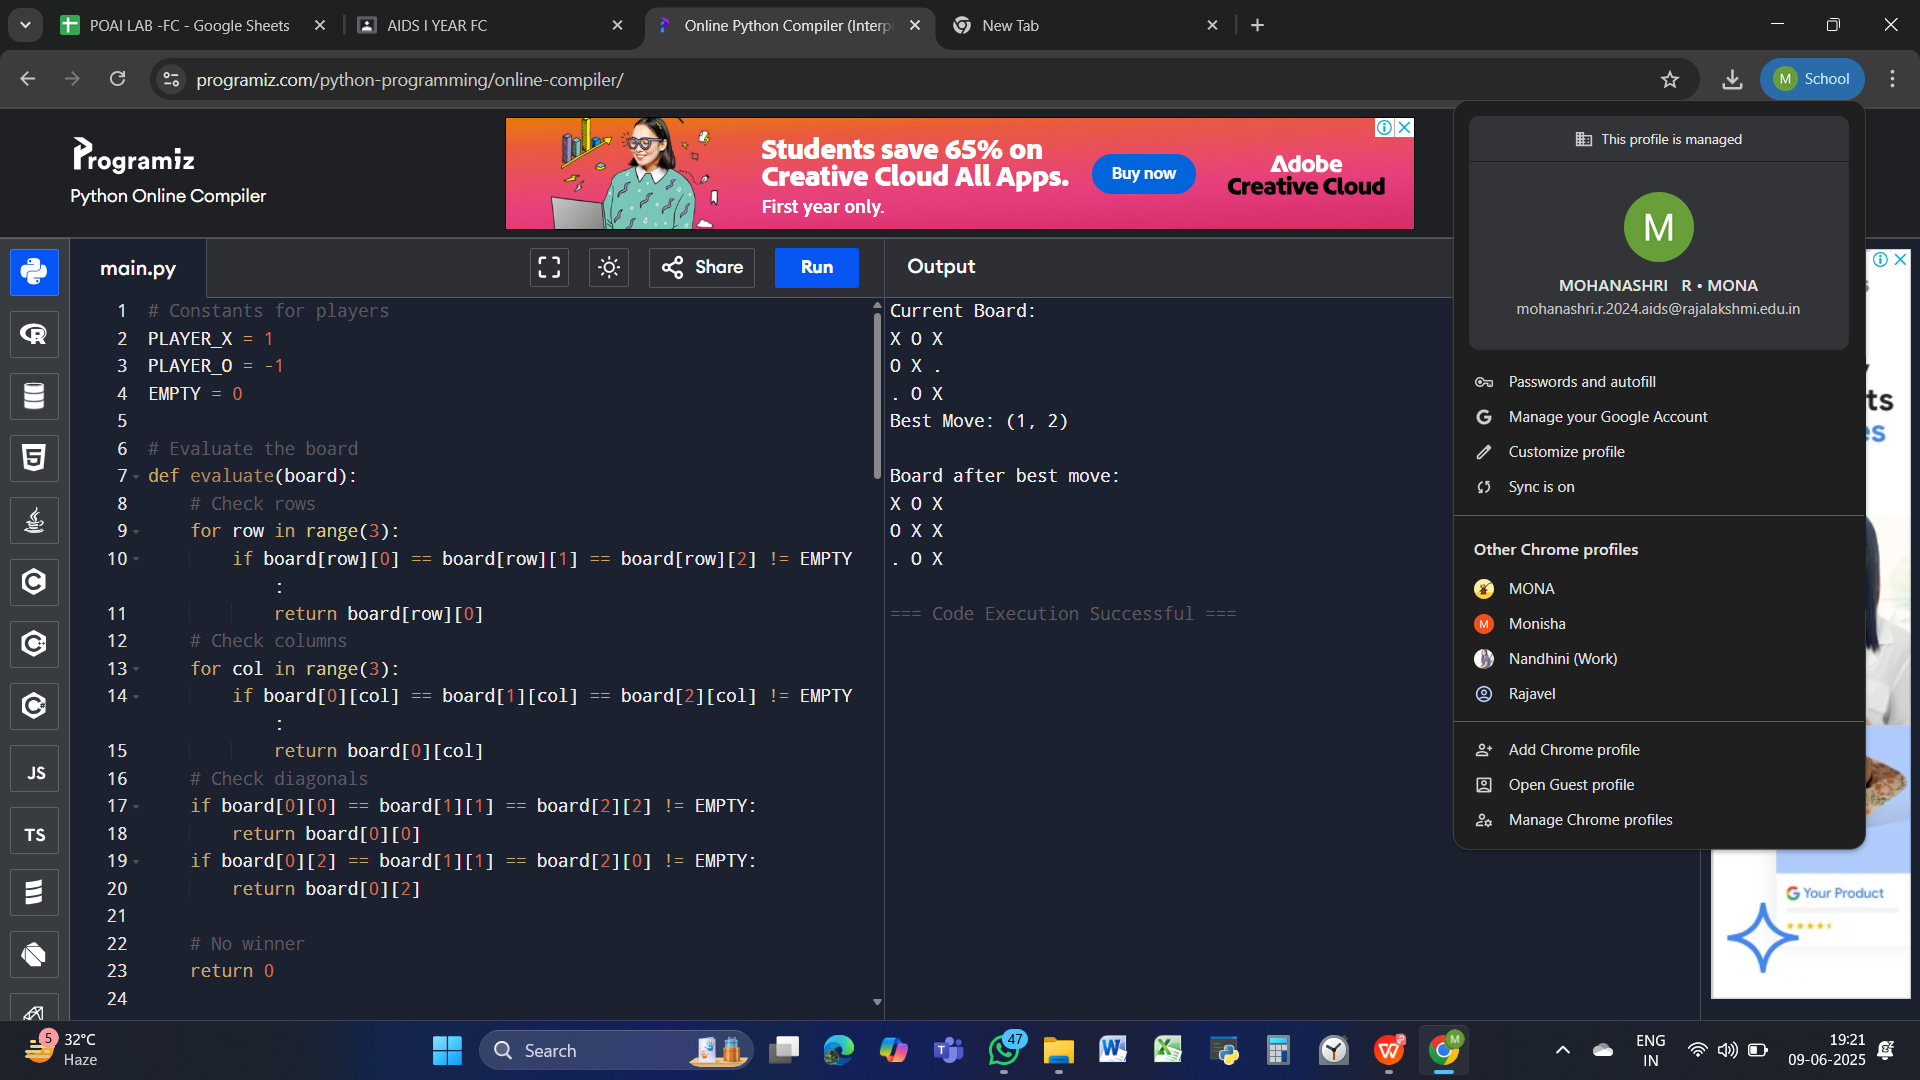 POAI LAB -FC - Google Sheets
AIDS I YEAR FC
Online Python Compiler (Interp
New Tab
programiz.com/python-programming/online-compiler/
M School
Programiz
Python Online Compiler
Students save 65% on
Creative Cloud All Apps.
First year only.
Buy now
Adobe
Creative Cloud
This profile is managed
M
MOHANASHRI R • MONA
mohanashri.r.2024.aids@rajalakshmi.edu.in
Passwords and autofill
Manage your Google Account
Customize profile
Sync is on
Other Chrome profiles
MONA
M Monisha
Nandhini (Work)
Rajavel
Add Chrome profile
Open Guest profile
Manage Chrome profiles
main.py
Share
Run
Output
1 # Constants for players
2 PLAYER_X = 1
3 PLAYER_O = -1
4 EMPTY = 0
5
6 # Evaluate the board
7 def evaluate(board):
8 # Check rows
9 for row in range(3):
10 if board[row][0] == board[row][1] == board[row][2] != EMPTY
:
11 return board[row][0]
12 # Check columns
13 for col in range(3):
14 if board[0][col] == board[1][col] == board[2][col] != EMPTY
:
15 return board[0][col]
16 # Check diagonals
17 if board[0][0] == board[1][1] == board[2][2] != EMPTY:
18 return board[0][0]
19 if board[0][2] == board[1][1] == board[2][0] != EMPTY:
20 return board[0][2]
21
22 # No winner
23 return 0
24
Current Board:
X O X
O X .
. O X
Best Move: (1, 2)
Board after best move:
X O X
O X X
. O X
=== Code Execution Successful ===
JS
TS
Your Product
5
32°C
Haze
Search
47
ENG
IN
19:21
09-06-2025